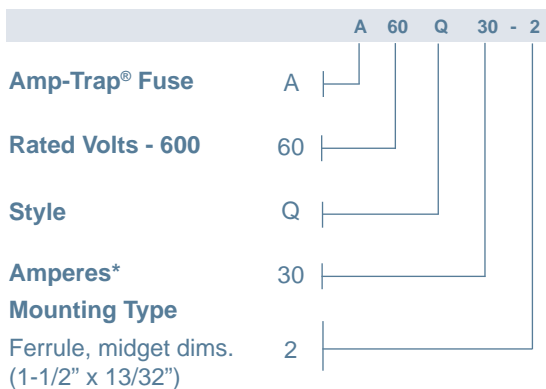 A 60 Q 30 - 2
Amp-Trap® Fuse A
Rated Volts - 600 60
Style Q
Amperes* 30
Mounting Type
Ferrule, midget dims. 2
(1-1/2" x 13/32")